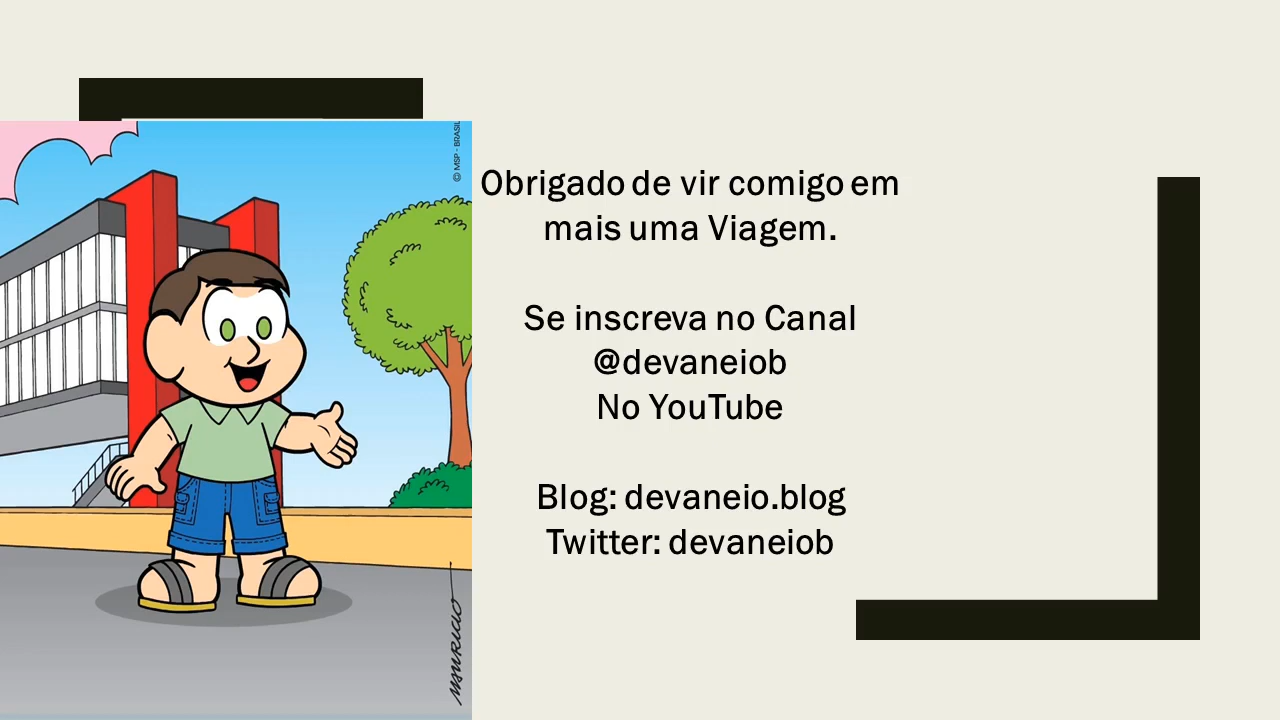 © MSP - BRASIL
Obrigado de vir comigo em
mais uma Viagem.
Se inscreva no Canal
@devaneiob
No YouTube
Blog: devaneio.blog
Twitter: devaneiob
MAURICIO